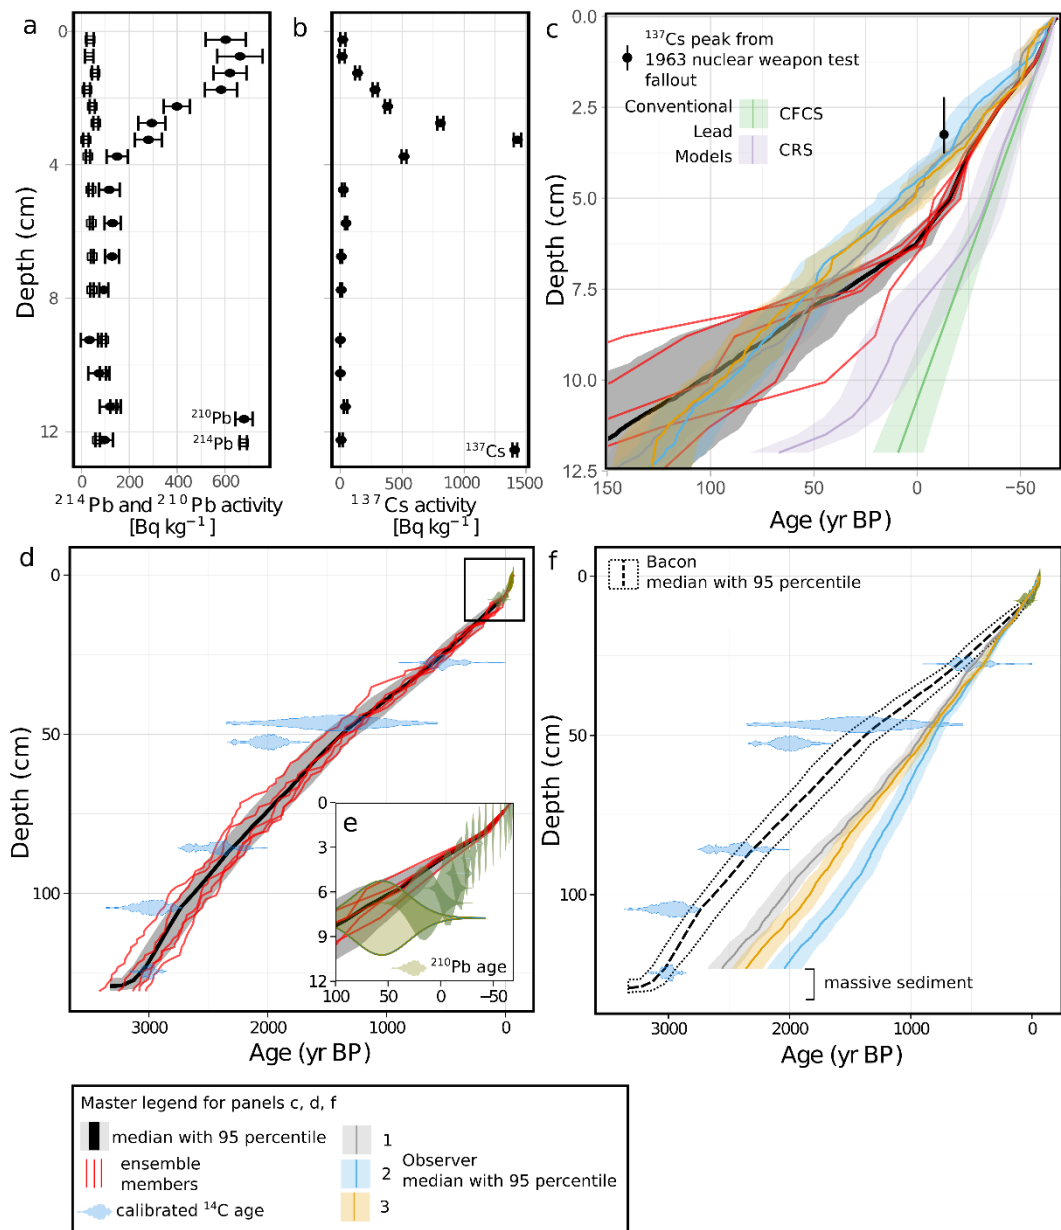 a
0
4
8
12
Depth (cm)
²¹⁰Pb
²¹⁴Pb
0 200 400 600
²¹⁴Pb and ²¹⁰Pb activity
[Bq kg⁻¹]
b
¹³⁷Cs
0 500 1000 1500
¹³⁷Cs activity
[Bq kg⁻¹]
c
0.0
2.5
5.0
7.5
10.0
12.5
Depth (cm)
¹³⁷Cs peak from
1963 nuclear weapon test
fallout
Conventional
Lead
Models
CFCS
CRS
150 100 50 0 −50
Age (yr BP)
d
0
50
100
Depth (cm)
3000 2000 1000 0
Age (yr BP)
e
0
3
6
9
12
²¹⁰Pb age
100 50 0 −50
f
Bacon
median with 95 percentile
0
50
100
Depth (cm)
massive sediment
3000 2000 1000 0
Age (yr BP)
Master legend for panels c, d, f
median with 95 percentile
ensemble
members
calibrated ¹⁴C age
1
2
3
Observer
median with 95 percentile